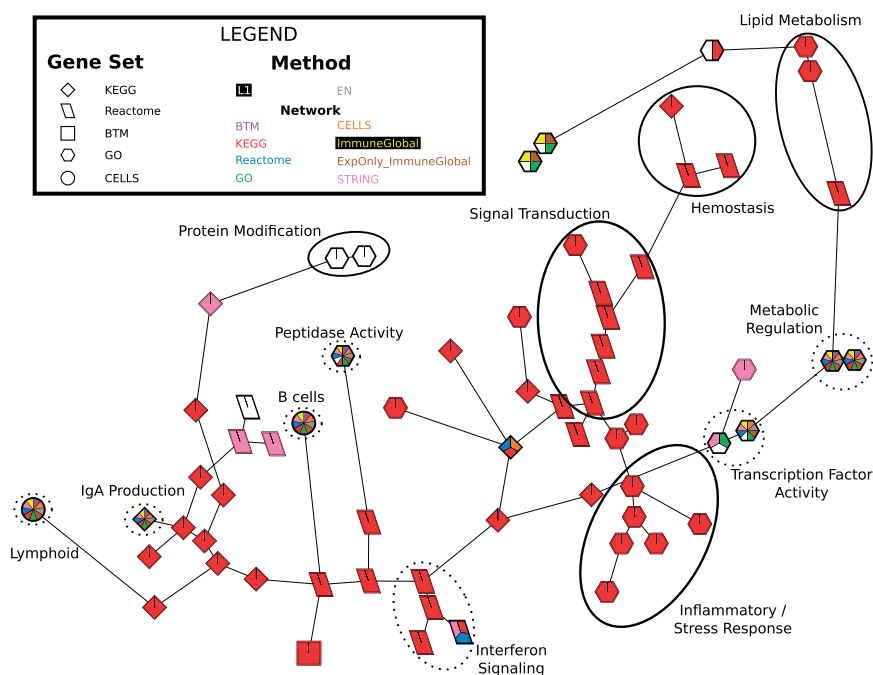 LEGEND
Gene Set
Method
KEGG
L1
EN
Reactome
Network
BTM
BTM
CELLS
KEGG
ImmuneGlobal
GO
Reactome
ExpOnly_ImmuneGlobal
CELLS
GO
STRING
Lipid Metabolism
Hemostasis
Signal Transduction
Protein Modification
Metabolic
Regulation
Peptidase Activity
B cells
IgA Production
Transcription Factor
Activity
Lymphoid
Inflammatory /
Stress Response
Interferon
Signaling